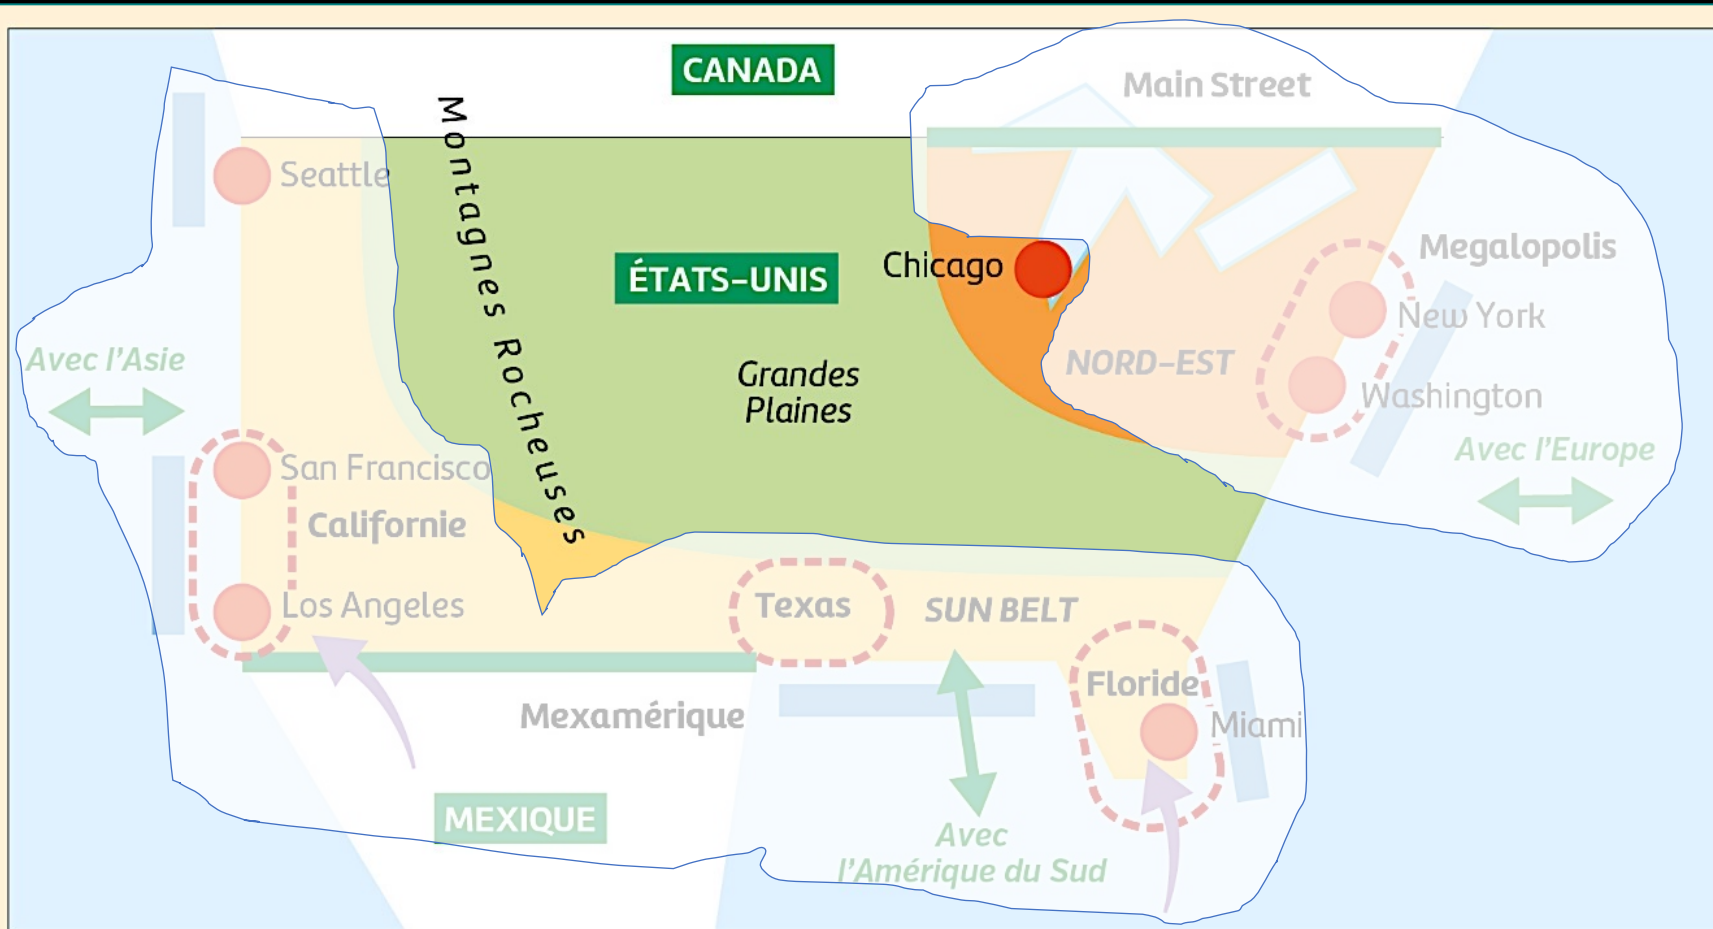 CANADA
Main Street
Montagnes Rocheuses
Seattle
ÉTATS-UNIS
Chicago
Megalopolis
New York
Avec l'Asie
Grandes
Plaines
NORD-EST
Washington
Avec l'Europe
San Francisco
Californie
Los Angeles
Texas
SUN BELT
Floride
Mexamérique
Miami
MEXIQUE
Avec
l'Amérique du Sud